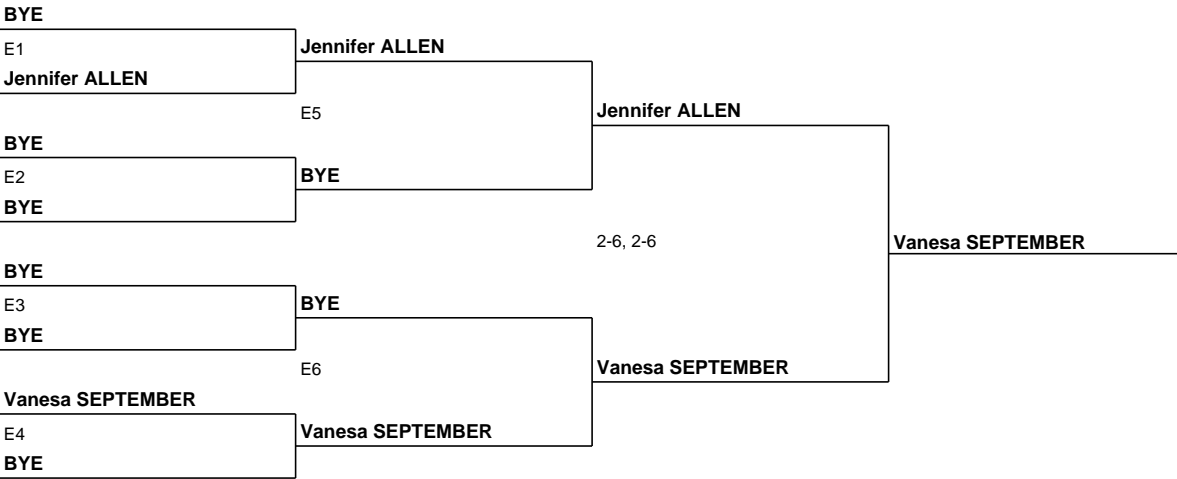 BYE
E1
Jennifer ALLEN
Jennifer ALLEN
E5
Jennifer ALLEN
BYE
E2
BYE
BYE
2-6, 2-6
Vanesa SEPTEMBER
BYE
E3
BYE
BYE
E6
Vanesa SEPTEMBER
Vanesa SEPTEMBER
E4
Vanesa SEPTEMBER
BYE